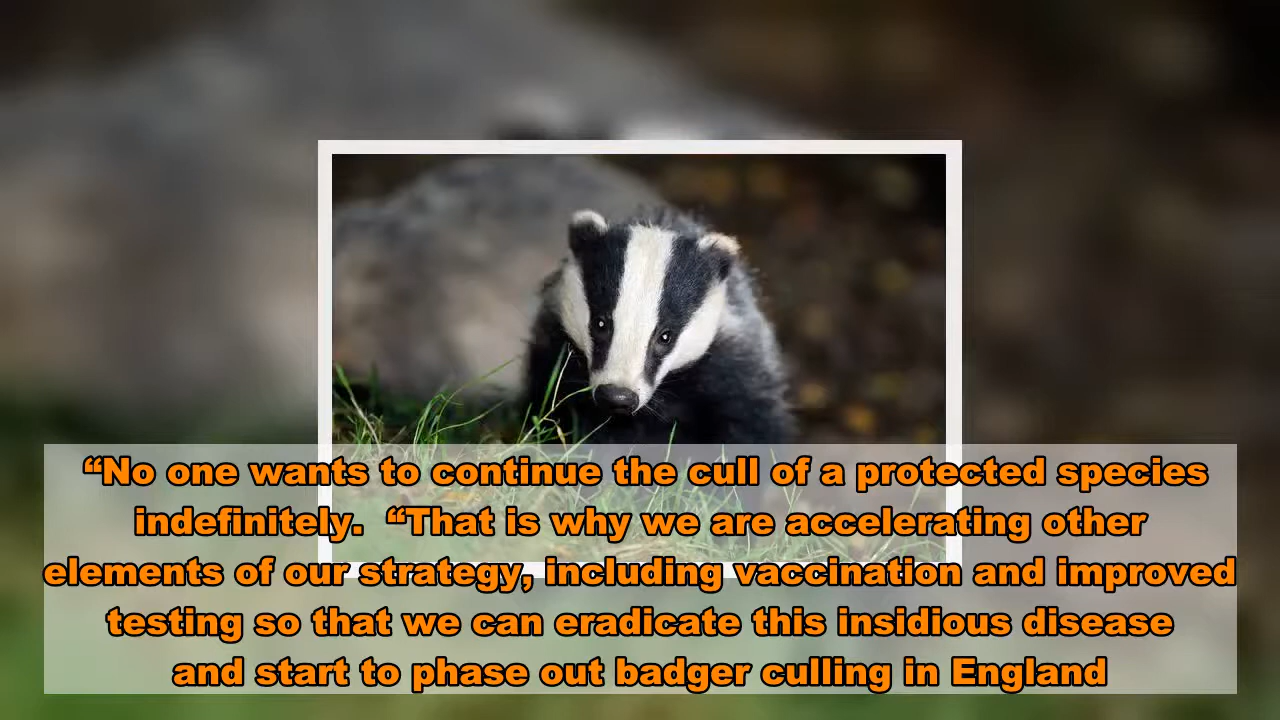 “No one wants to continue the cull of a protected species
indefinitely.  “That is why we are accelerating other
elements of our strategy, including vaccination and improved
testing so that we can eradicate this insidious disease
and start to phase out badger culling in England